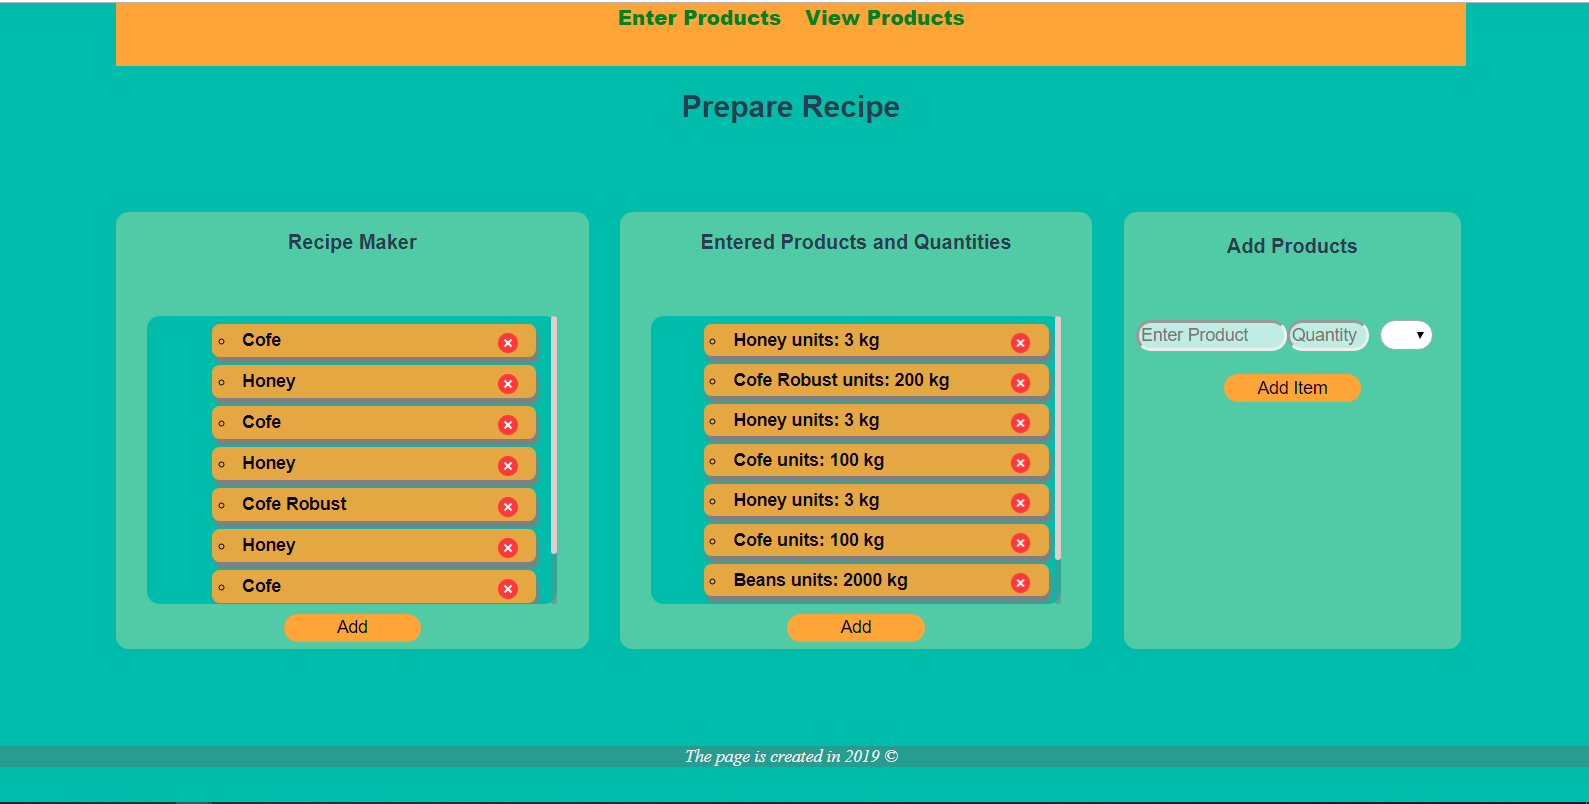 Enter Products View Products
Prepare Recipe
Recipe Maker
Cofe
Honey
Cofe
Honey
Cofe Robust
Honey
Cofe
Add
Entered Products and Quantities
Honey units: 3 kg
Cofe Robust units: 200 kg
Honey units: 3 kg
Cofe units: 100 kg
Honey units: 3 kg
Cofe units: 100 kg
Beans units: 2000 kg
Add
Add Products
Enter Product Quantity
Add Item
The page is created in 2019 ©